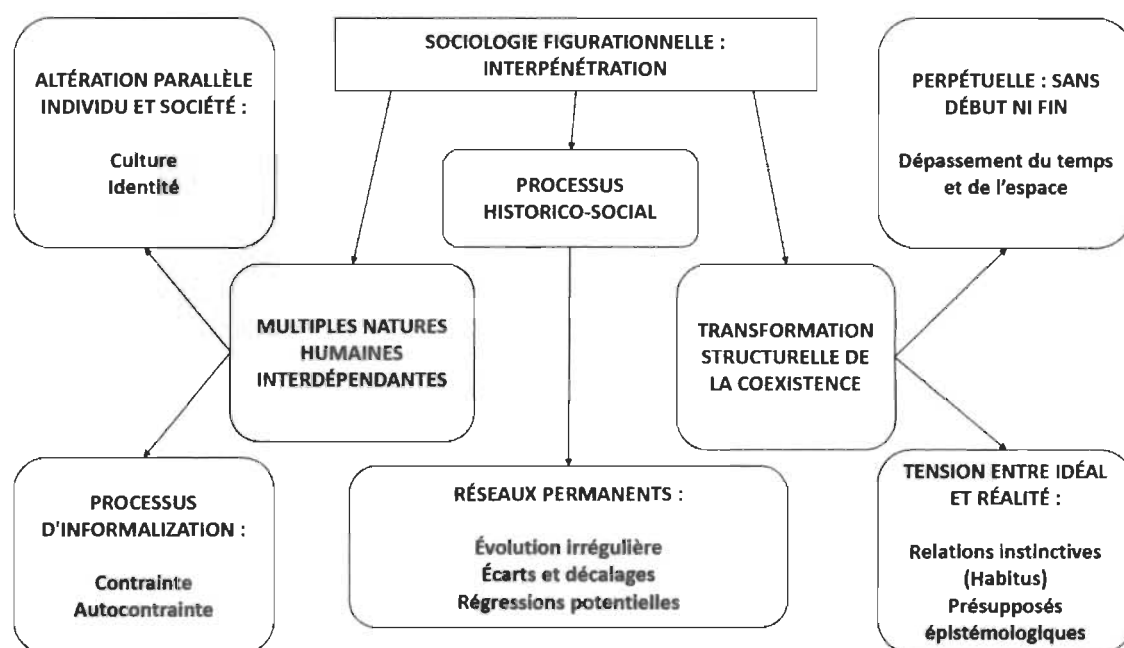 SOCIOLOGIE FIGURATIONNELLE :
INTERPÉNÉTRATION
ALTÉRATION PARALLÈLE
INDIVIDU ET SOCIÉTÉ :
Culture
Identité
PROCESSUS
HISTORICO-SOCIAL
PERPÉTUELLE : SANS
DÉBUT NI FIN
Dépassement du temps
et de l'espace
MULTIPLES NATURES
HUMAINES
INTERDÉPENDANTES
TRANSFORMATION
STRUCTURELLE DE
LA COEXISTENCE
PROCESSUS
D'INFORMALIZATION :
Contrainte
Autocontrainte
RÉSEAUX PERMANENTS :
Évolution irrégulière
Écarts et décalages
Régressions potentielles
TENSION ENTRE IDÉAL
ET RÉALITÉ :
Relations instinctives
(Habitus)
Présupposés
épistémologiques